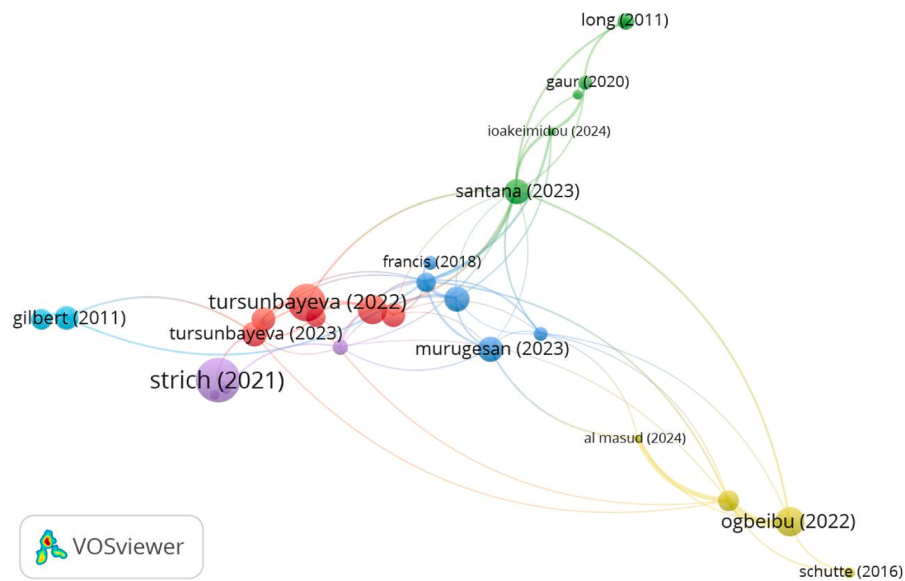 long (2011)
gaur (2020)
ioakeimidou (2024)
santana (2023)
francis (2018)
tursunbayeva (2022)
gilbert (2011)
tursunbayeva (2023)
murugesan (2023)
strich (2021)
al masud (2024)
ogbeibu (2022)
VOSviewer
schutte (2016)